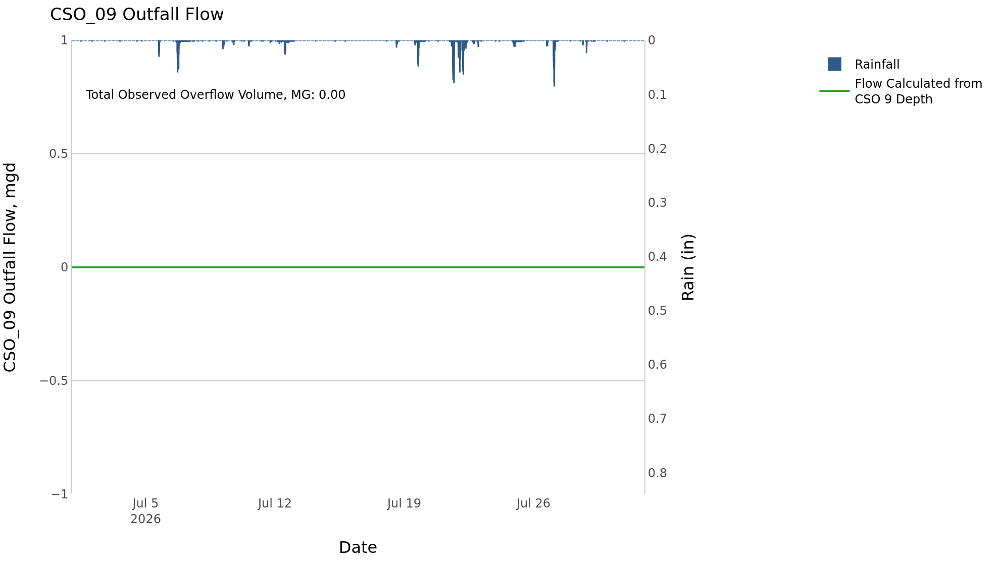 CSO_09 Outfall Flow
1
0.5
0
−0.5
−1
CSO_09 Outfall Flow, mgd
Total Observed Overflow Volume, MG: 0.00
0
0.1
0.2
0.3
0.4
0.5
0.6
0.7
0.8
Rain (in)
Jul 5
2026
Jul 12
Jul 19
Jul 26
Date
Rainfall
Flow Calculated from
CSO 9 Depth